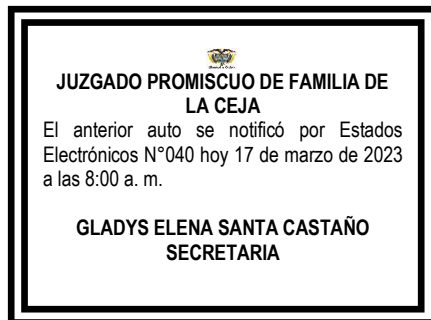 JUZGADO PROMISCUO DE FAMILIA DE
LA CEJA
El anterior auto se notificó por Estados
Electrónicos N°040 hoy 17 de marzo de 2023
a las 8:00 a. m.
GLADYS ELENA SANTA CASTAÑO
SECRETARIA